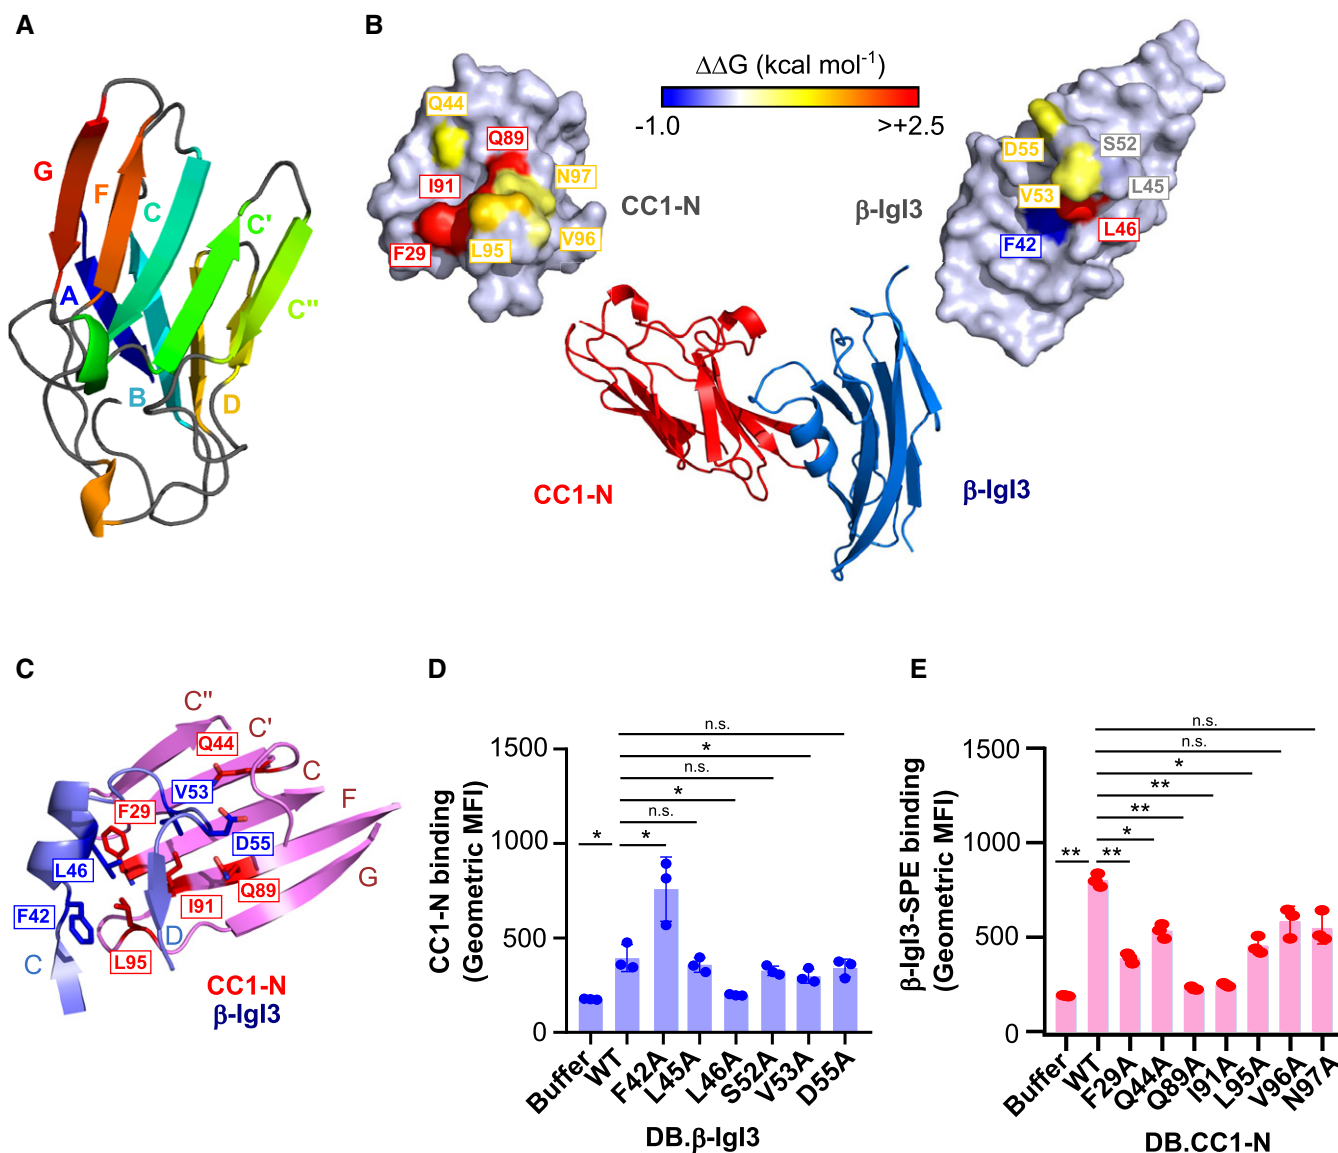 A
G
F
C
C'
C"
A
B
D
B
ΔΔG (kcal mol-1)
-1.0
>+2.5
Q44
Q89
I91
N97
F29
L95
V96
CC1-N
β-IgI3
D55
S52
V53
L45
F42
L46
CC1-N
β-IgI3
C
C"
C'
Q44
C
V53
F
F29
D55
G
L46
Q89
I91
F42
D
L95
C
CC1-N
β-IgI3
D
CC1-N binding
(Geometric MFI)
1500
1000
500
0
n.s.
*
n.s.
*
n.s.
* *
Buffer
WT
F42A
L45A
L46A
S52A
V53A
D55A
DB.β-IgI3
E
β-IgI3-SPE binding
(Geometric MFI)
1500
1000
500
0
n.s.
n.s.
*
**
**
*
** **
Buffer
WT
F29A
Q44A
Q89A
I91A
L95A
V96A
N97A
DB.CC1-N